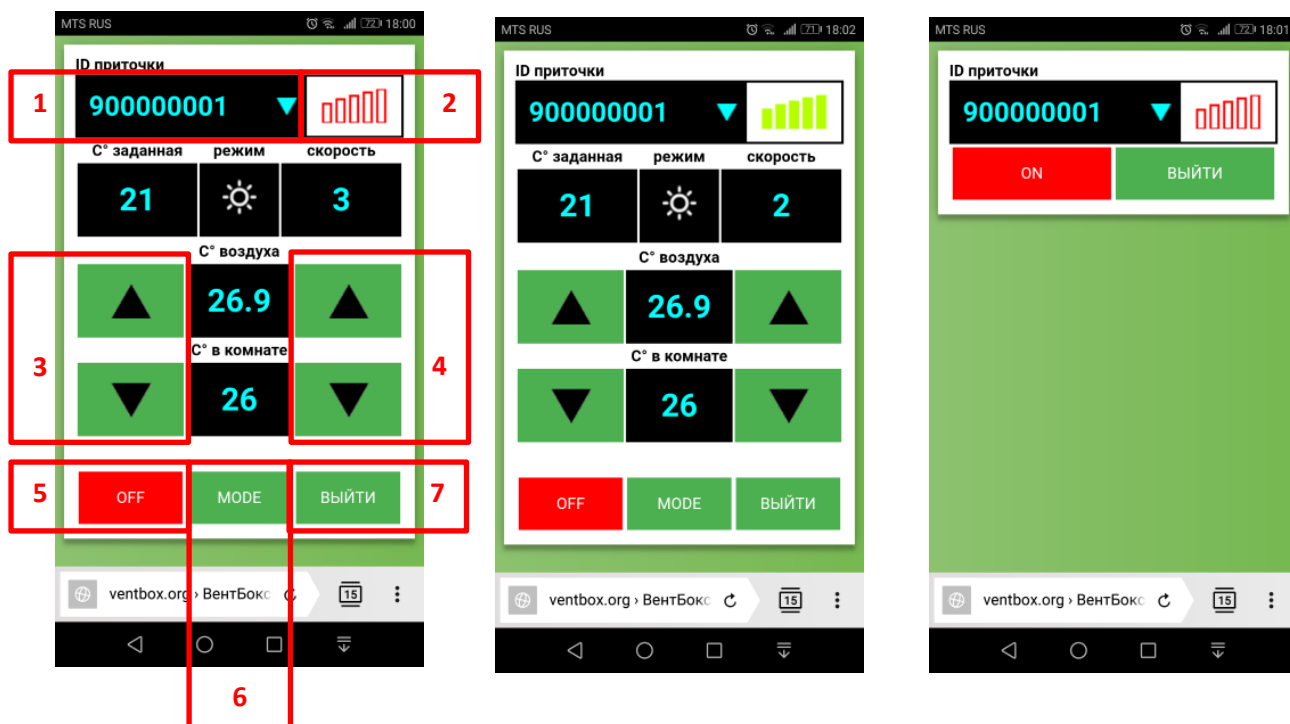 MTS RUS 72 18:00
ID приточки
1
900000001
2
C° заданная режим скорость
21 3
C° воздуха
26.9
3
C° в комнате
4
26
5
OFF MODE ВЫЙТИ
7
ventbox.org › ВентБокс 15
6
MTS RUS 71 18:02
ID приточки
900000001
C° заданная режим скорость
21 2
C° воздуха
26.9
C° в комнате
26
OFF MODE ВЫЙТИ
ventbox.org › ВентБокс 15
MTS RUS 72 18:01
ID приточки
900000001
ON ВЫЙТИ
ventbox.org › ВентБокс 15